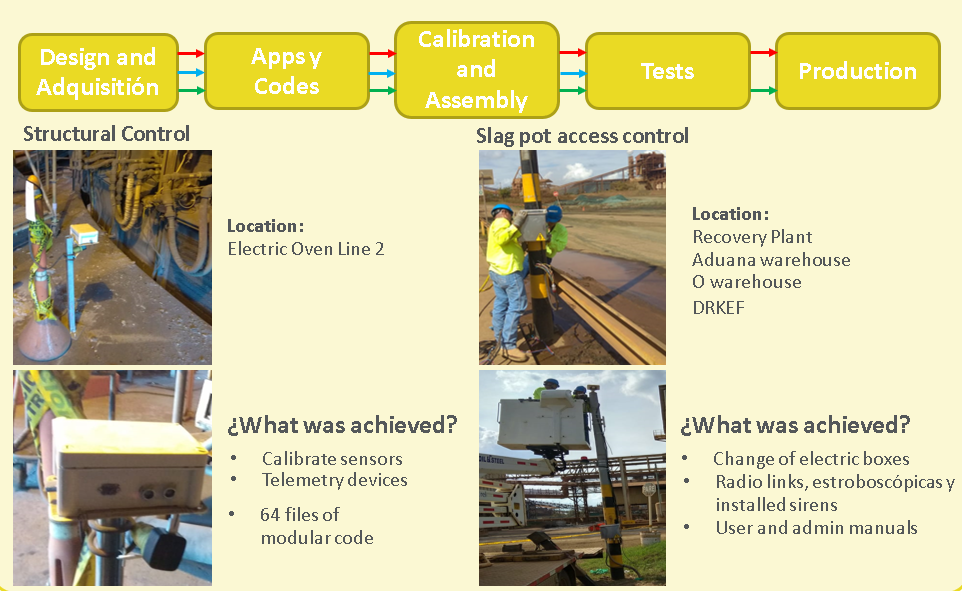 Design and
Adquisitión
Apps y
Codes
Calibration
and
Assembly
Tests
Production
Structural Control
Slag pot access control
Location:
Electric Oven Line 2
Location:
Recovery Plant
Aduana warehouse
O warehouse
DRKEF
¿What was achieved?
• Calibrate sensors
• Telemetry devices
• 64 files of
modular code
¿What was achieved?
• Change of electric boxes
• Radio links, estroboscópicas y
installed sirens
• User and admin manuals